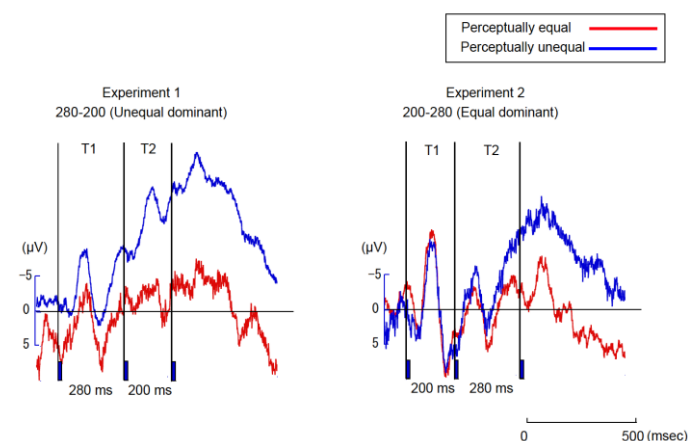 Perceptually equal
Perceptually unequal
Experiment 1
280-200 (Unequal dominant)
T1 T2
(µV)
−5
0
5
280 ms 200 ms
Experiment 2
200-280 (Equal dominant)
T1 T2
(µV)
−5
0
5
200 ms 280 ms
0 500 (msec)